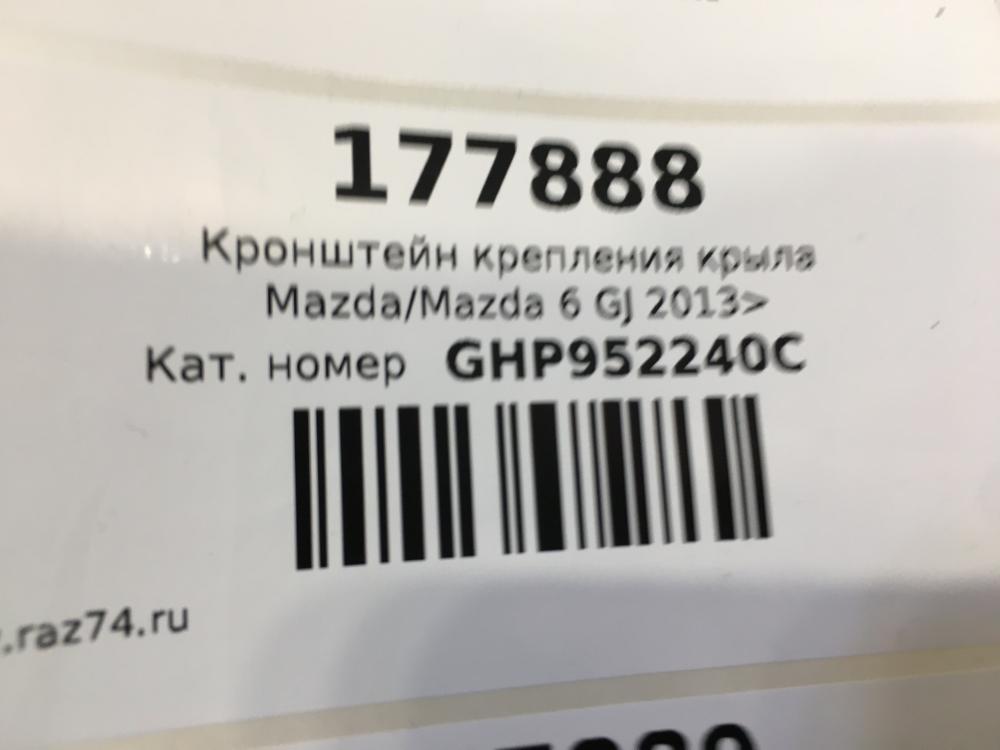 177888
Кронштейн крепления крыла
Mazda/Mazda 6 GJ 2013>
Кат. номер GHP952240C
.raz74.ru